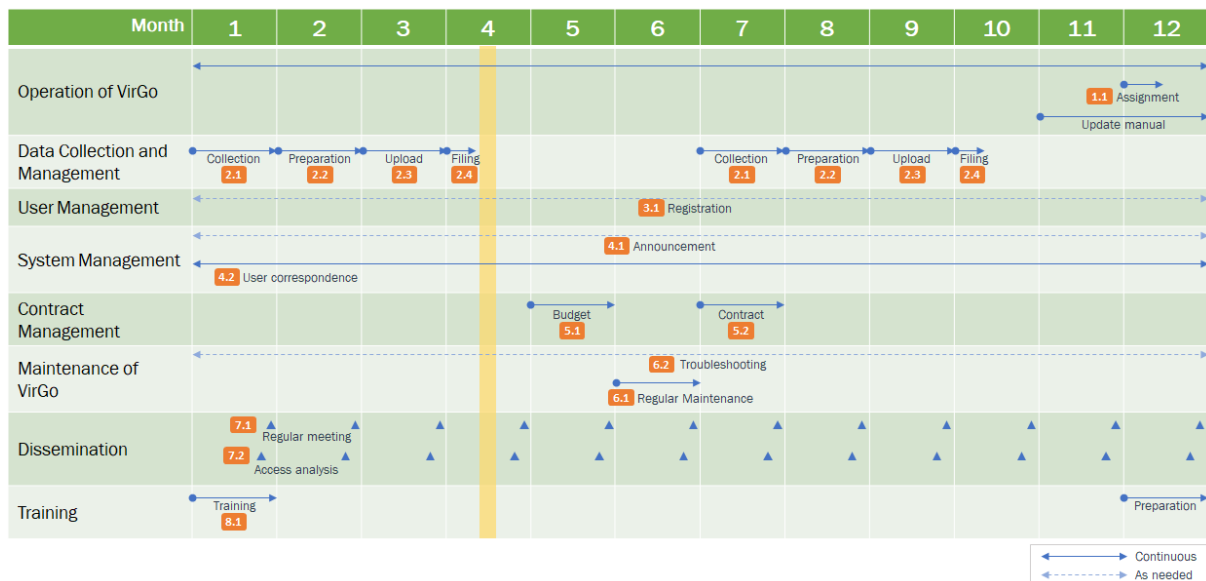 Month 1 2 3 4 5 6 7 8 9 10 11 12
Operation of VirGo
1.1 Assignment
Update manual
Data Collection and
Management
Collection Preparation Upload Filing Collection Preparation Upload Filing
2.1 2.2 2.3 2.4 2.1 2.2 2.3 2.4
User Management
3.1 Registration
System Management
4.1 Announcement
4.2 User correspondence
Contract
Management
Budget Contract
5.1 5.2
Maintenance of
VirGo
6.2 Troubleshooting
6.1 Regular Maintenance
Dissemination
7.1 Regular meeting
7.2 Access analysis
Training
Training Preparation
8.1
Continuous
As needed